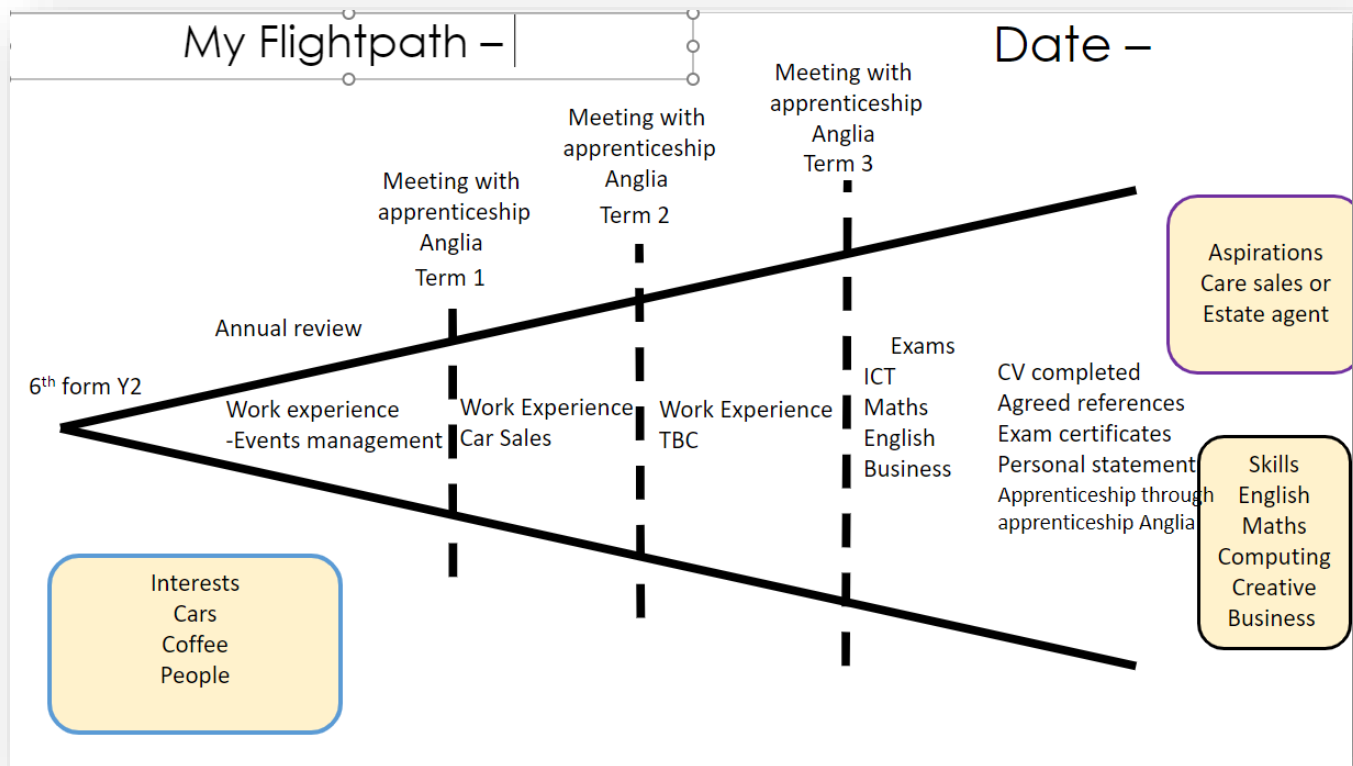 My Flightpath –
Date –
Meeting with
apprenticeship
Anglia
Term 1
Meeting with
apprenticeship
Anglia
Term 2
Meeting with
apprenticeship
Anglia
Term 3
Annual review
6th form Y2
Work experience
-Events management
Work Experience
Car Sales
Work Experience
TBC
Exams
ICT
Maths
English
Business
CV completed
Agreed references
Exam certificates
Personal statement
Apprenticeship through
apprenticeship Anglia
Aspirations
Care sales or
Estate agent
Skills
English
Maths
Computing
Creative
Business
Interests
Cars
Coffee
People